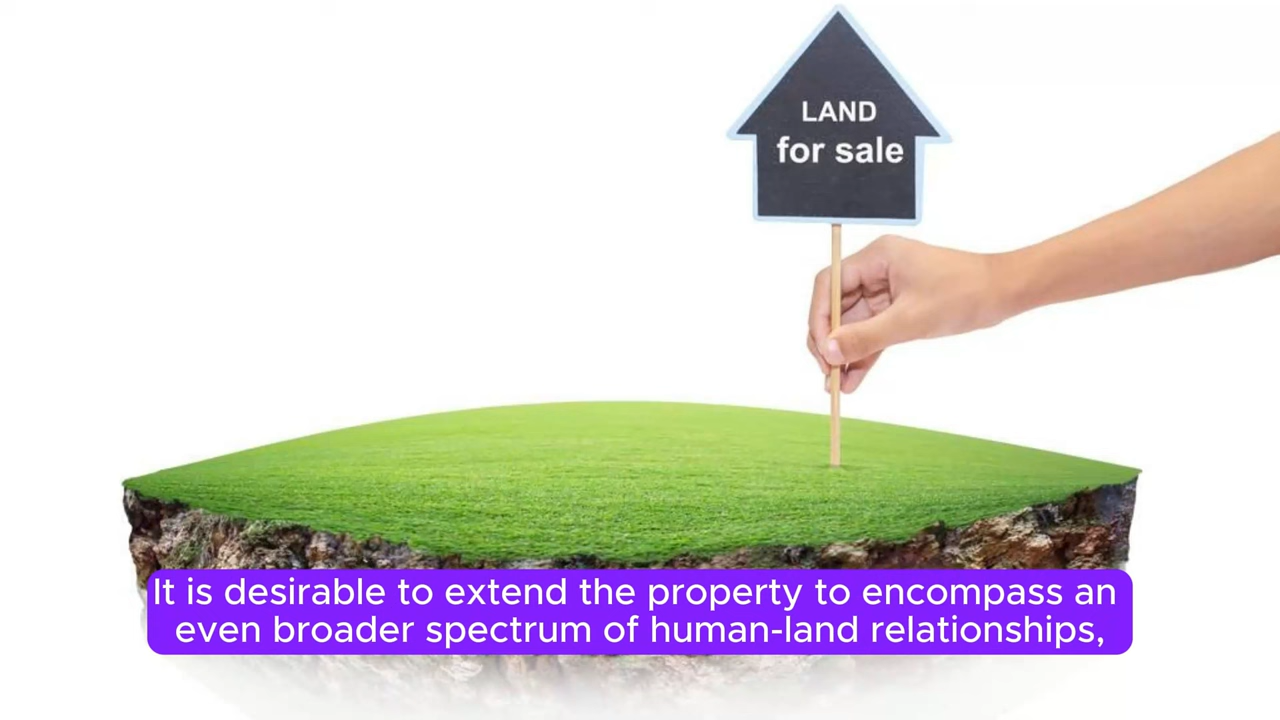 LAND
for sale
It is desirable to extend the property to encompass an
even broader spectrum of human-land relationships,